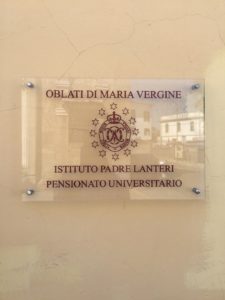 OBLATI DI MARIA VERGINE
ISTITUTO PADRE LANTERI
PENSIONATO UNIVERSITARIO